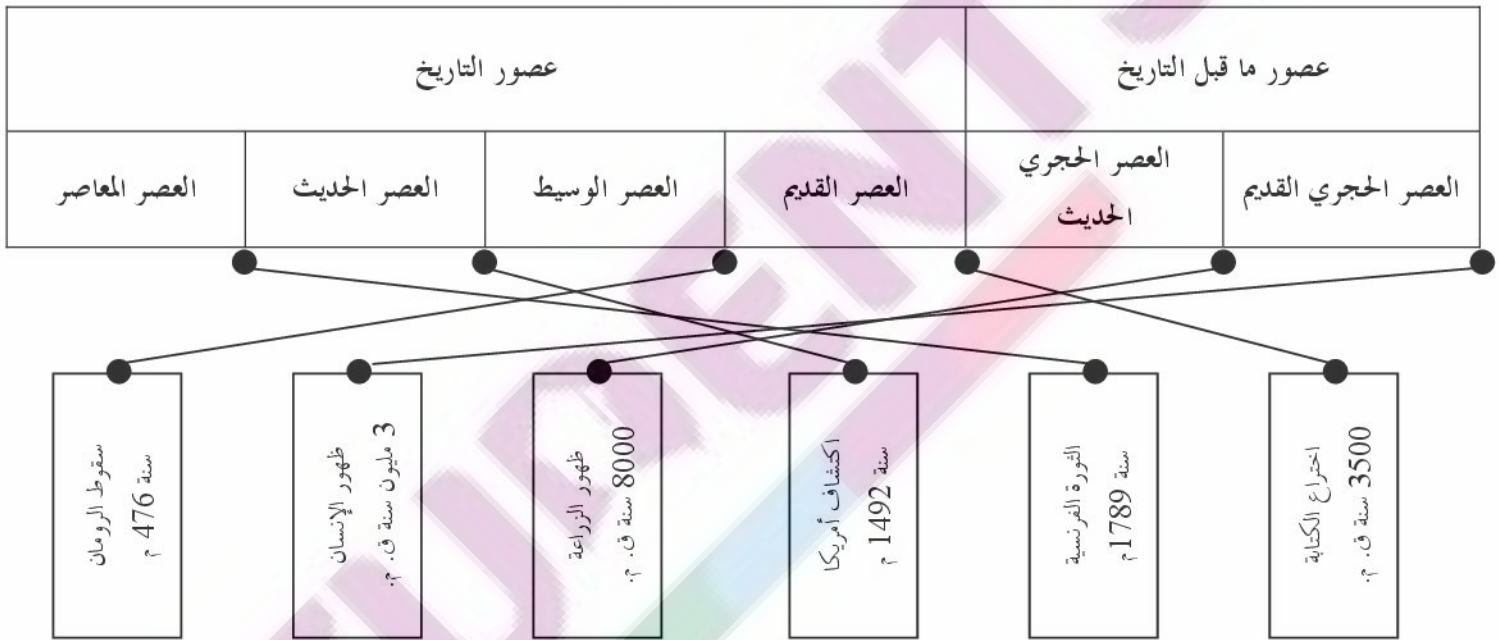 عصور ما قبل التاريخ
عصور التاريخ
العصر الحجري القديم
العصر الحجري
الحديث
العصر القديم
العصر الوسيط
العصر الحديث
العصر المعاصر
اختراع الكتابة
3500 سنة ق. م.
الثورة الفرنسية
سنة 1789م
اكتشاف أمريكا
سنة 1492 م
ظهور الزراعة
8000 سنة ق. م.
ظهور الإنسان
3 مليون سنة ق. م.
سقوط الرومان
سنة 476 م